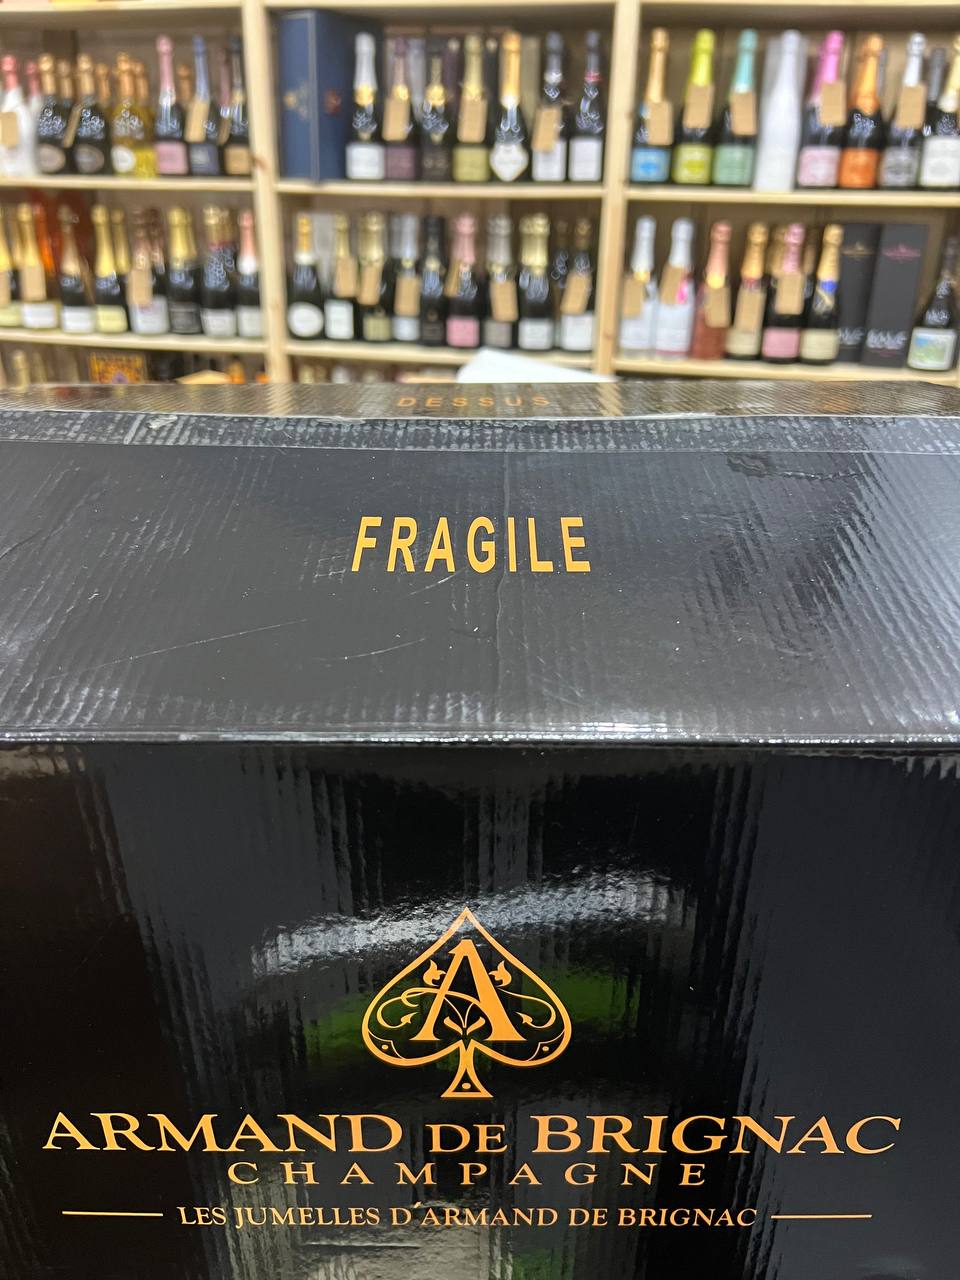 DESSUS
FRAGILE
A
ARMAND DE BRIGNAC
CHAMPAGNE
LES JUMELLES D'ARMAND DE BRIGNAC